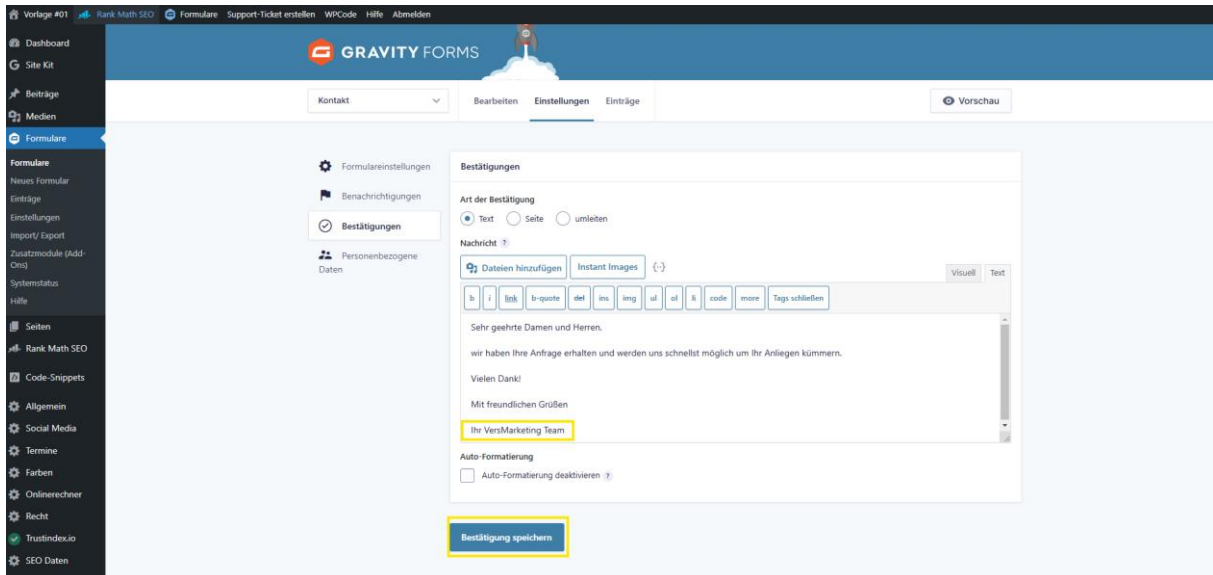 Vorlage #01 Rank Math SEO Formulare Support-Ticket erstellen WPCode Hilfe Abmelden
Dashboard
Site Kit
Beiträge
Medien
Formulare
Formulare
Neues Formular
Einträge
Einstellungen
Import/ Export
Zusatzmodule (Add-
Ons)
Systemstatus
Hilfe
Seiten
Rank Math SEO
Code-Snippets
Allgemein
Social Media
Termine
Farben
Onlinerechner
Recht
Trustindex.io
SEO Daten
GRAVITY FORMS
Kontakt
Bearbeiten Einstellungen Einträge
Vorschau
Formulareinstellungen
Benachrichtigungen
Bestätigungen
Personenbezogene
Daten
Bestätigungen
Art der Bestätigung
Text Seite umleiten
Nachricht ?
Dateien hinzufügen Instant Images {··}
Visuell Text
b i link b-quote del ins img ul ol li code more Tags schließen
Sehr geehrte Damen und Herren,
wir haben Ihre Anfrage erhalten und werden uns schnellst möglich um Ihr Anliegen kümmern.
Vielen Dank!
Mit freundlichen Grüßen
Ihr VersMarketing Team
Auto-Formatierung
Auto-Formatierung deaktivieren ?
Bestätigung speichern